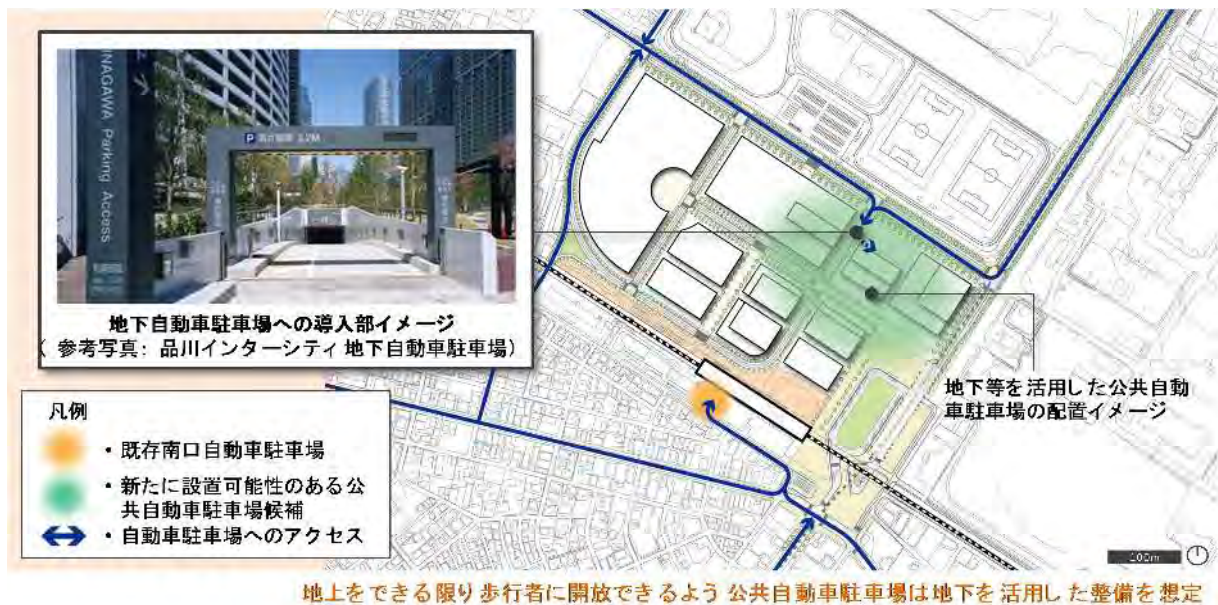 INAGAWA Parking Access
P
地下自動車駐車場への導入部イメージ
( 参考写真: 品川インターシティ 地下自動車駐車場)
凡例
・既存南口自動車駐車場
・新たに設置可能性のある公
共自動車駐車場候補
・自動車駐車場へのアクセス
地下等を活用した公共自動
車駐車場の配置イメージ
100m
地上をできる限り歩行者に開放できるよう公共自動車駐車場は地下を活用した整備を想定